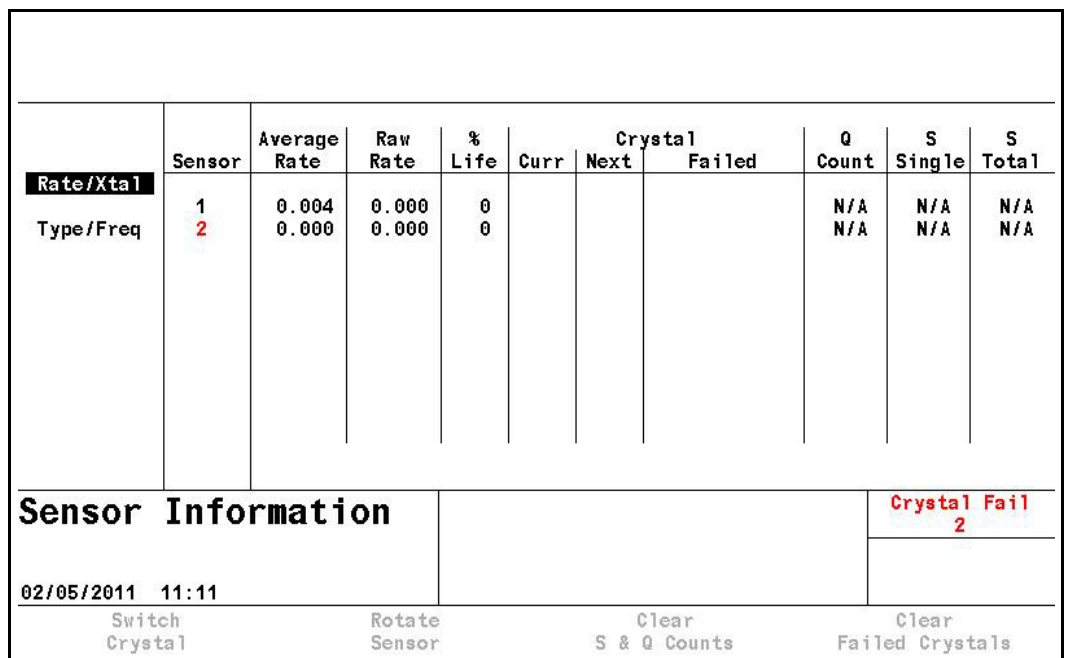 Average Raw % Crystal Q S S
Sensor Rate Rate Life Curr Next Failed Count Single Total
Rate/Xtal
1 0.004 0.000 0 N/A N/A N/A
Type/Freq 2 0.000 0.000 0 N/A N/A N/A
Sensor Information
Crystal Fail
2
02/05/2011 11:11
Switch Rotate Clear Clear
Crystal Sensor S & Q Counts Failed Crystals